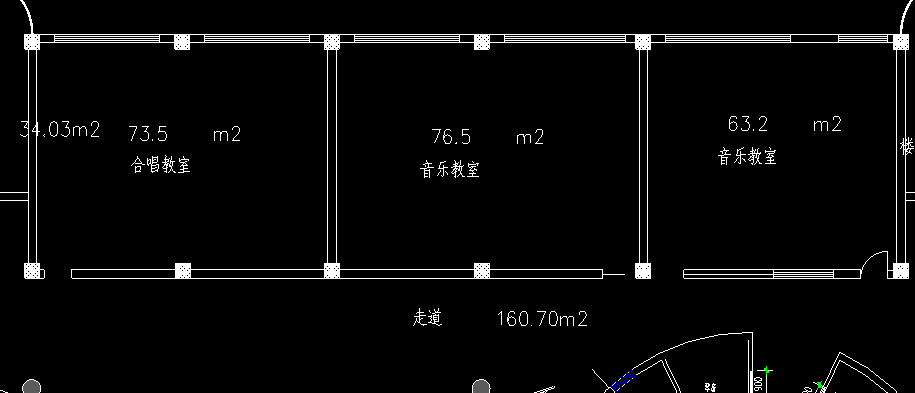 34.03m2
73.5 m2
合唱教室
76.5 m2
音乐教室
63.2 m2
音乐教室
楼
走道 160.70m2
900